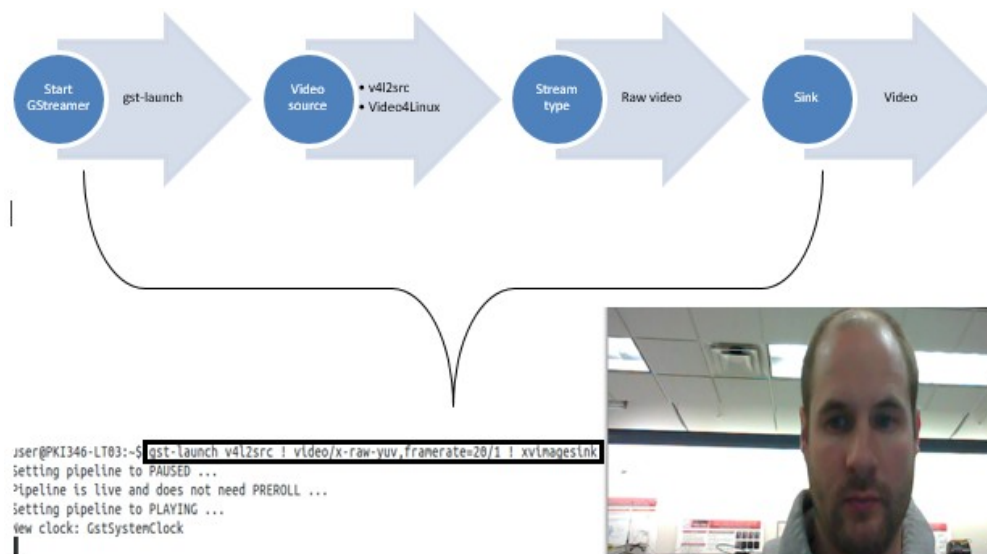 Start
GStreamer
gst-launch
Video
source
• v4l2src
• Video4Linux
Stream
type
Raw video
Sink
Video
user@PKI346-LT03:~$ gst-launch v4l2src ! video/x-raw-yuv,framerate=20/1 ! xvimagesink
Setting pipeline to PAUSED ...
Pipeline is live and does not need PREROLL ...
Setting pipeline to PLAYING ...
New clock: GstSystemClock